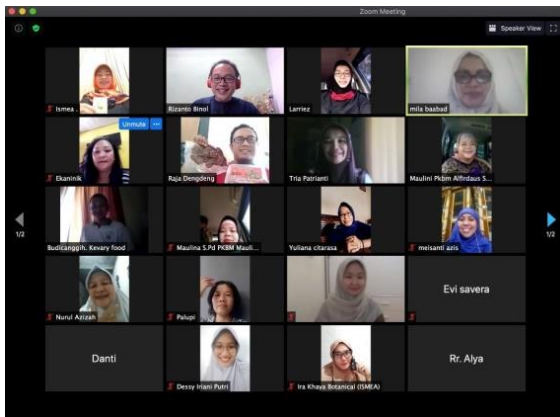 Zoom Meeting
Speaker View
Ismea .
Rizanto Binol
Larriez
mila baabad
Unmute ...
Ekaninik
Raja Dengdeng
Tria Patrianti
Maulini Pkbm Alfirdaus S...
1/2
1/2
Budicanggih. Kevary food
Maulina S.Pd PKBM Mauli...
Yuliana citarasa
meisanti azis
Nurul Azizah
Palupi
Evi savera
Danti
Dessy Iriani Putri
Ira Khaya Botanical (ISMEA)
Rr. Alya